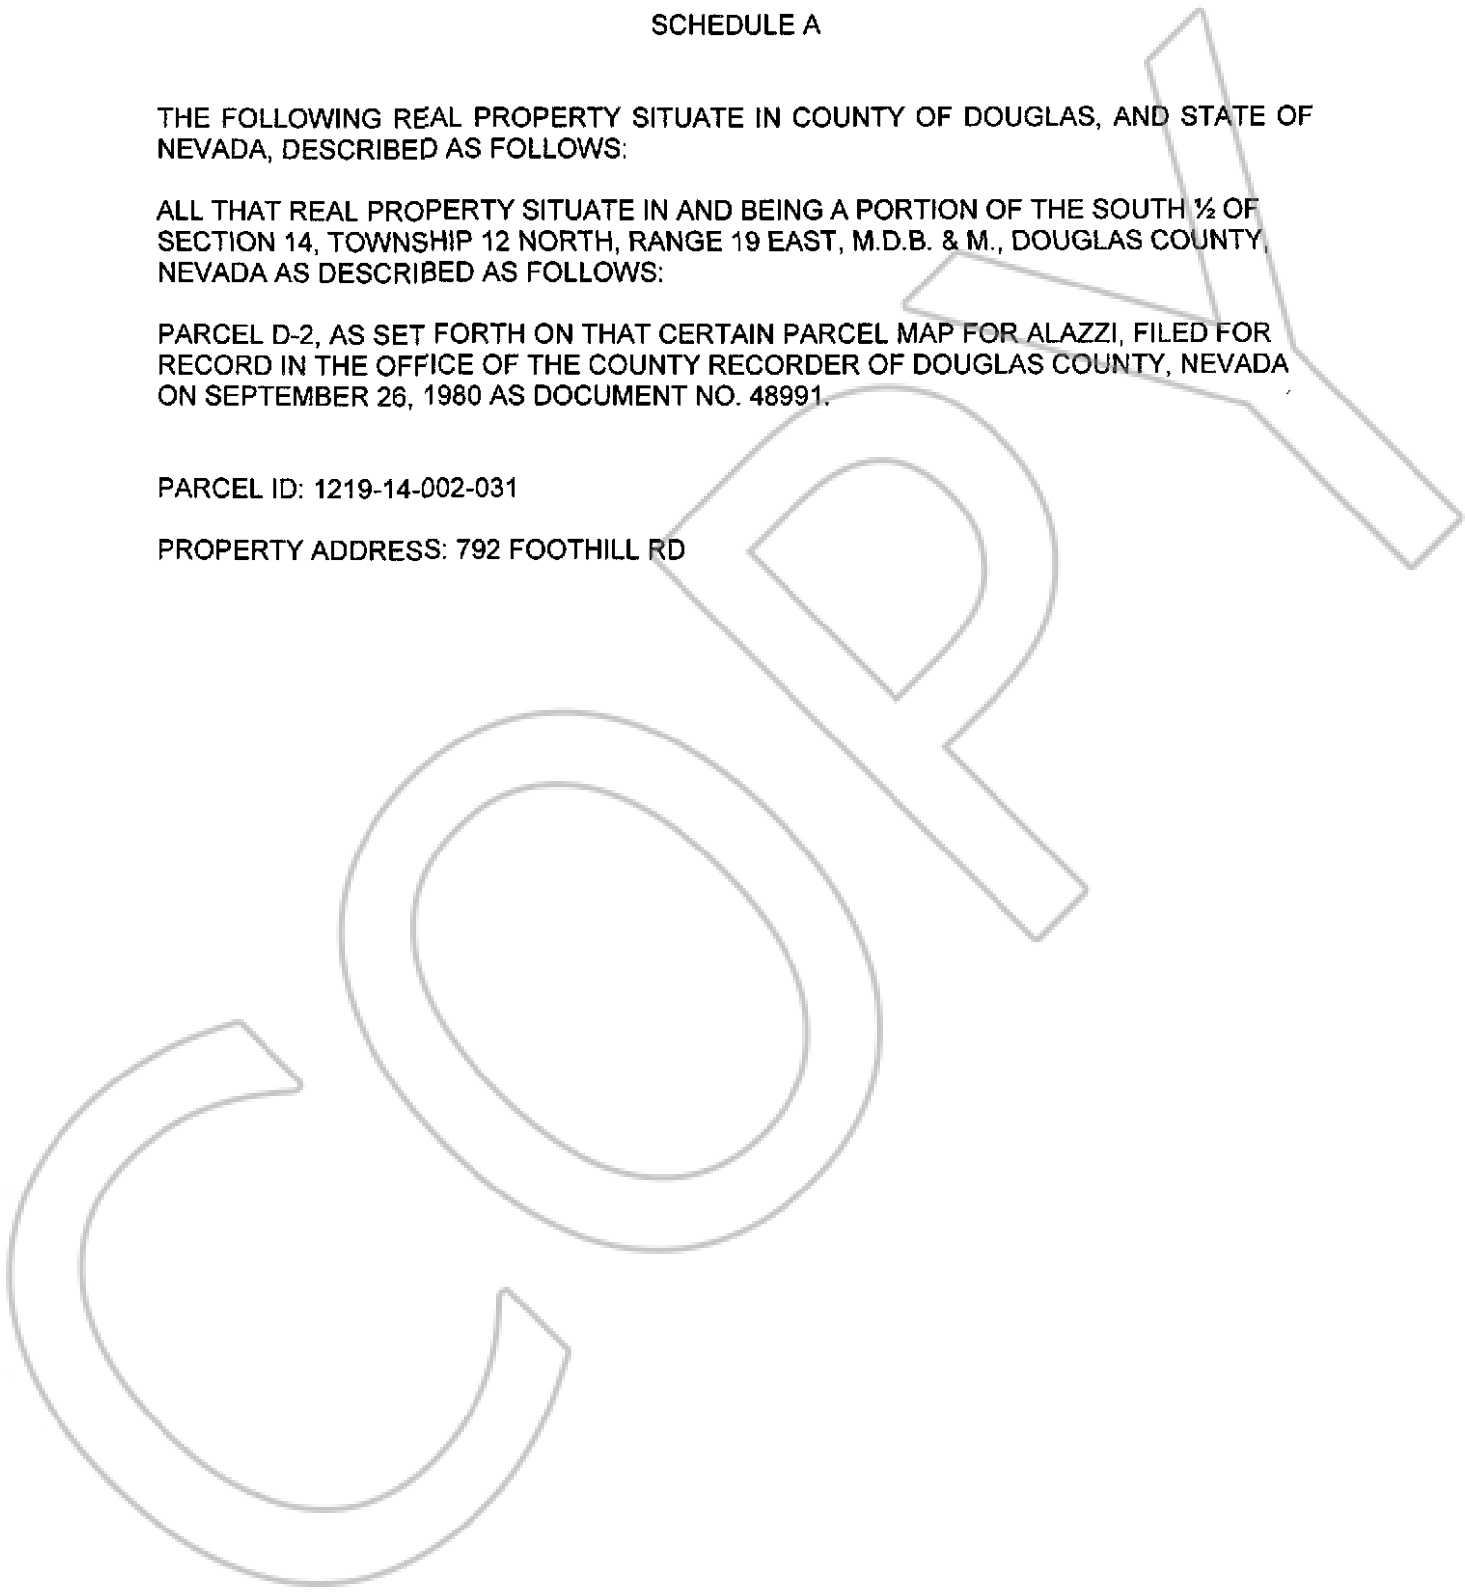 SCHEDULE A
THE FOLLOWING REAL PROPERTY SITUATE IN COUNTY OF DOUGLAS, AND STATE OF
NEVADA, DESCRIBED AS FOLLOWS:
ALL THAT REAL PROPERTY SITUATE IN AND BEING A PORTION OF THE SOUTH ½ OF
SECTION 14, TOWNSHIP 12 NORTH, RANGE 19 EAST, M.D.B. & M., DOUGLAS COUNTY,
NEVADA AS DESCRIBED AS FOLLOWS:
PARCEL D-2, AS SET FORTH ON THAT CERTAIN PARCEL MAP FOR ALAZZI, FILED FOR
RECORD IN THE OFFICE OF THE COUNTY RECORDER OF DOUGLAS COUNTY, NEVADA
ON SEPTEMBER 26, 1980 AS DOCUMENT NO. 48991.
PARCEL ID: 1219-14-002-031
PROPERTY ADDRESS: 792 FOOTHILL RD
COPY